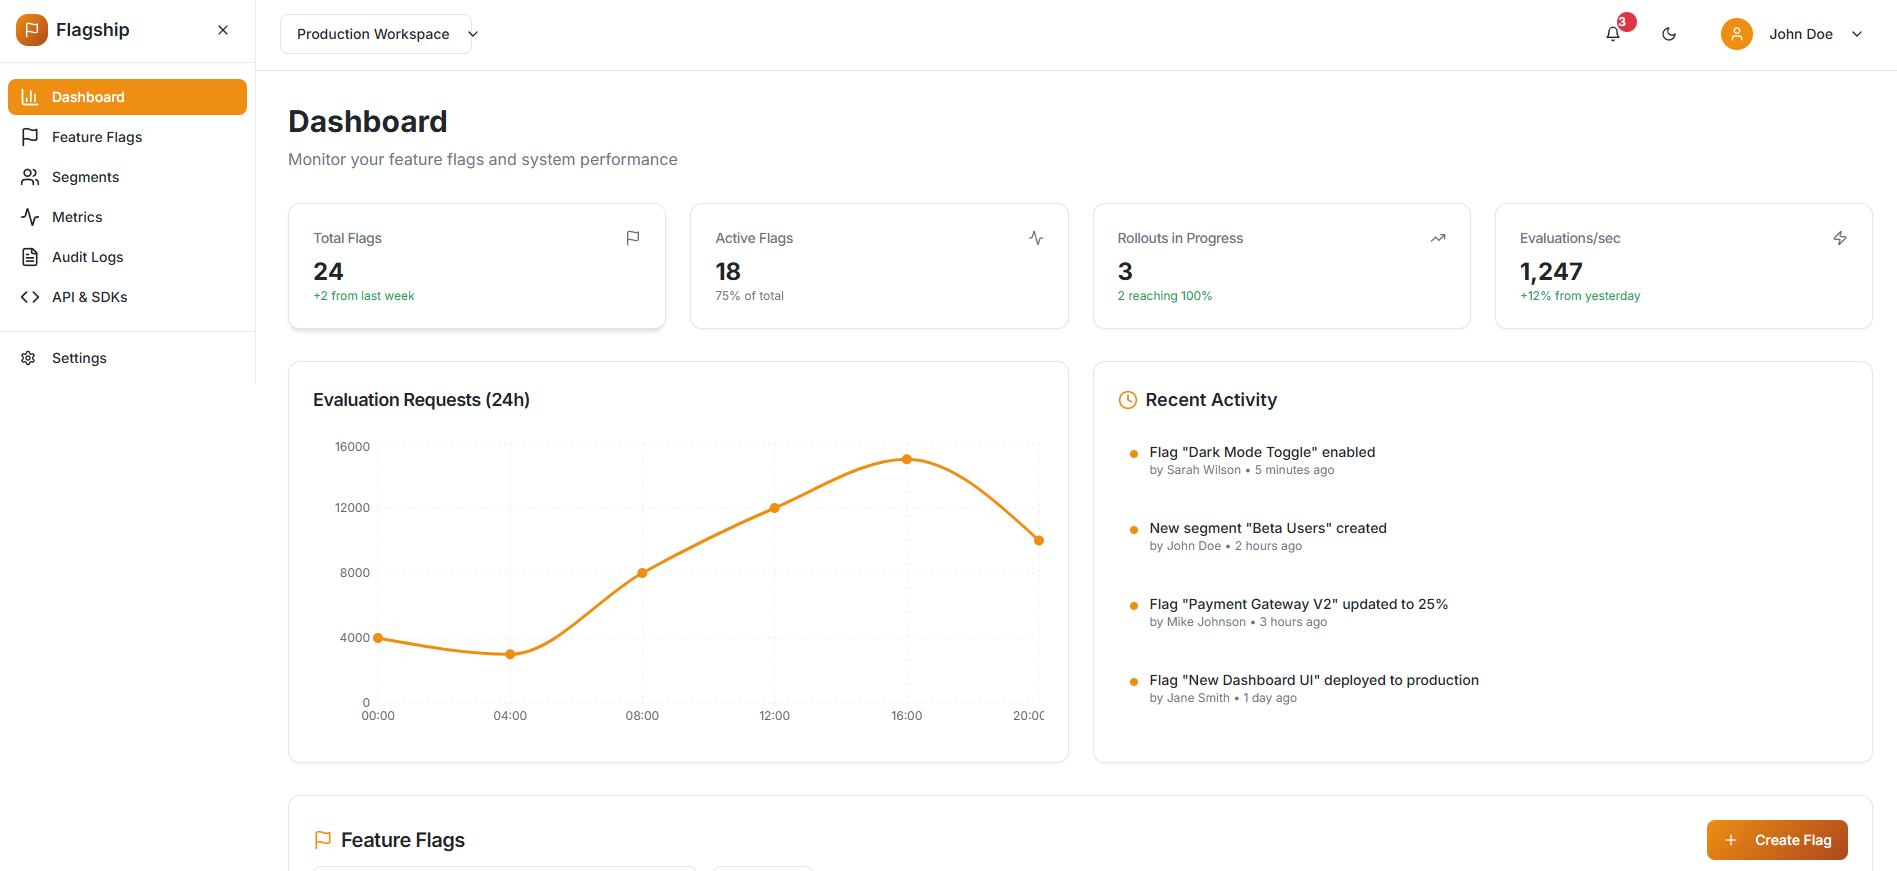 Flagship
Production Workspace
3
John Doe
Dashboard
Feature Flags
Segments
Metrics
Audit Logs
API & SDKs
Settings
Dashboard
Monitor your feature flags and system performance
Total Flags
24
+2 from last week
Active Flags
18
75% of total
Rollouts in Progress
3
2 reaching 100%
Evaluations/sec
1,247
+12% from yesterday
Evaluation Requests (24h)
16000
12000
8000
4000
0
00:00
04:00
08:00
12:00
16:00
20:00
Recent Activity
Flag "Dark Mode Toggle" enabled
by Sarah Wilson • 5 minutes ago
New segment "Beta Users" created
by John Doe • 2 hours ago
Flag "Payment Gateway V2" updated to 25%
by Mike Johnson • 3 hours ago
Flag "New Dashboard UI" deployed to production
by Jane Smith • 1 day ago
Feature Flags
Create Flag